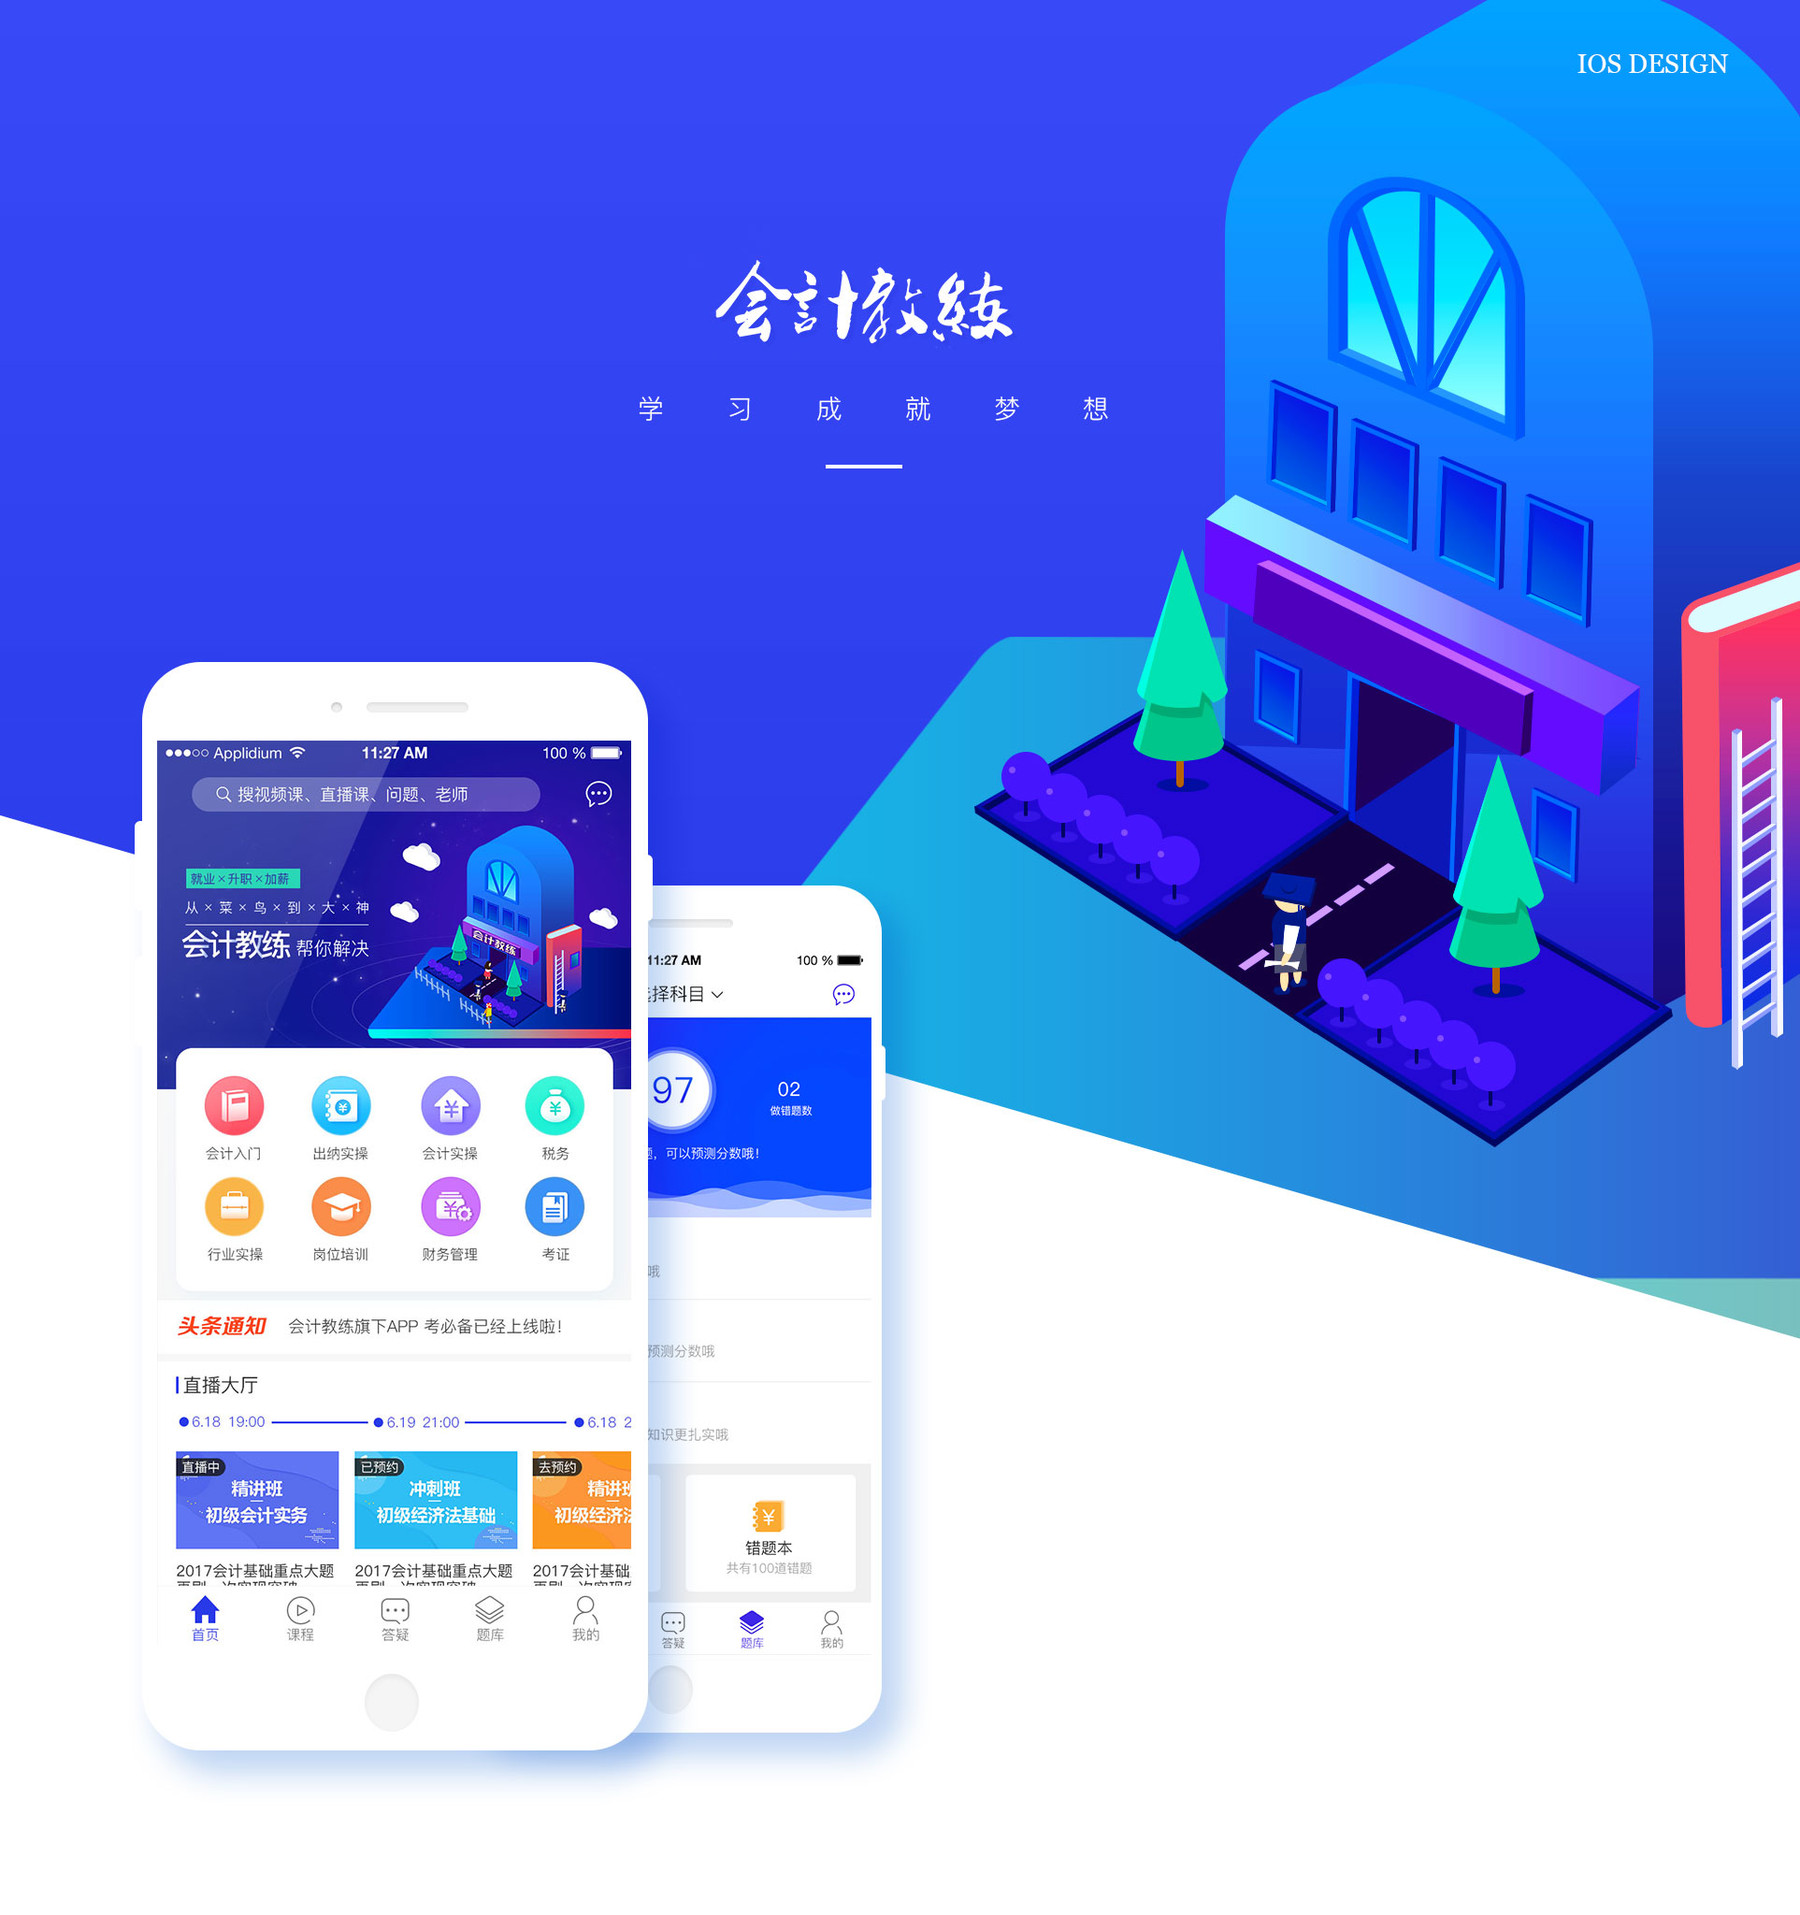 IOS DESIGN
会計教練
学习成就梦想
Applidium 11:27 AM 100 %
搜视频课、直播课、问题、老师
就业×升职×加薪
从×菜×鸟×到×大×神
会计教练 帮你解决
会计教练
会计入门 出纳实操 会计实操 税务
行业实操 岗位培训 财务管理 考证
头条通知 会计教练旗下APP 考必备已经上线啦!
直播大厅
6.18 19:00 6.19 21:00 6.18 2
直播中 已预约 去预约
精讲班 冲刺班 精讲班
初级会计实务 初级经济法基础 初级经济法
2017会计基础重点大题 2017会计基础重点大题 2017会计基础
首页 课程 答疑 题库 我的
11:27 AM 100 %
选择科目
97 02
做错题数
题，可以预测分数哦!
哦
预测分数哦
知识更扎实哦
错题本
共有100道错题
答疑 题库 我的